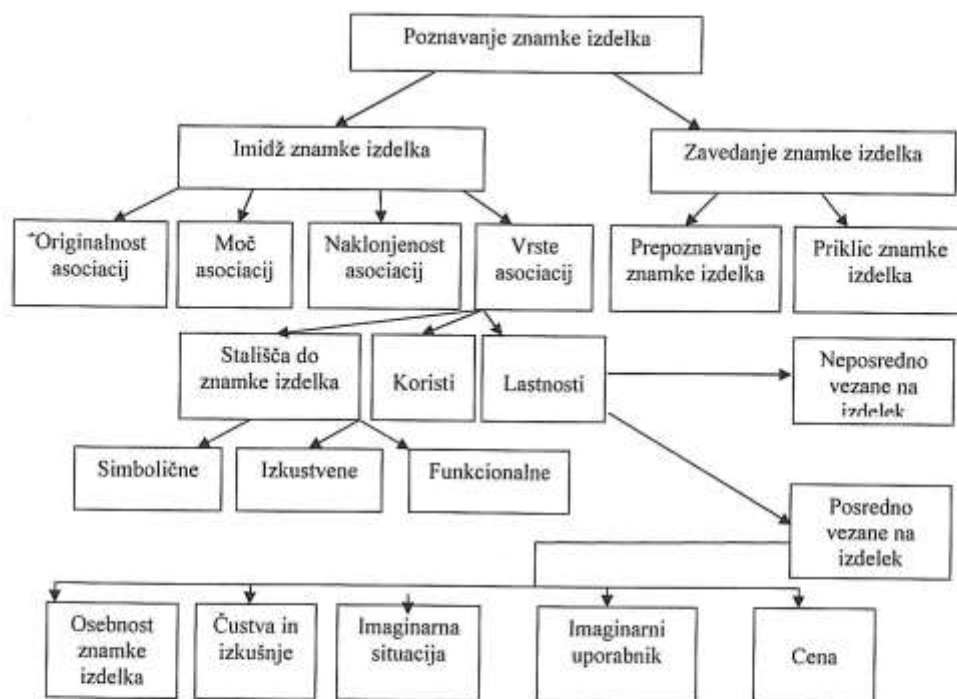 Poznavanje znamke izdelka
Imidž znamke izdelka
Zavedanje znamke izdelka
Originalnost
asociacij
Moč
asociacij
Naklonjenost
asociacij
Vrste
asociacij
Prepoznavanje
znamke izdelka
Priklic znamke
izdelka
Stališča do
znamke izdelka
Koristi
Lastnosti
Neposredno
vezane na
izdelek
Simbolične
Izkustvene
Funkcionalne
Posredno
vezane na
izdelek
Osebnost
znamke
izdelka
Čustva in
izkušnje
Imaginarna
situacija
Imaginarni
uporabnik
Cena